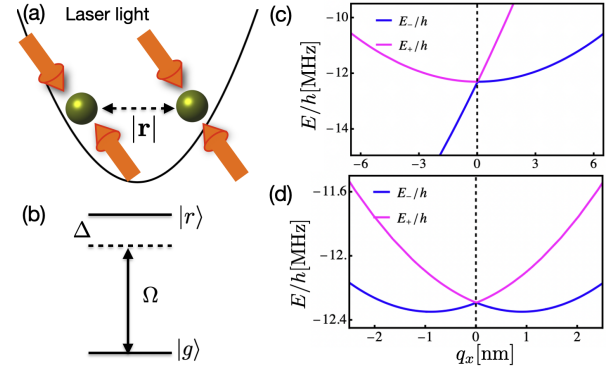 (a) Laser light
|r|
(b)
|r⟩
Δ
Ω
|g⟩
(c)
E₋/h
E₊/h
E/h[MHz]
−10
−12
−14
−6 −3 0 3 6
(d)
E₋/h
E₊/h
E/h[MHz]
−11.6
−12
−12.4
−2 −1 0 1 2
qₓ[nm]